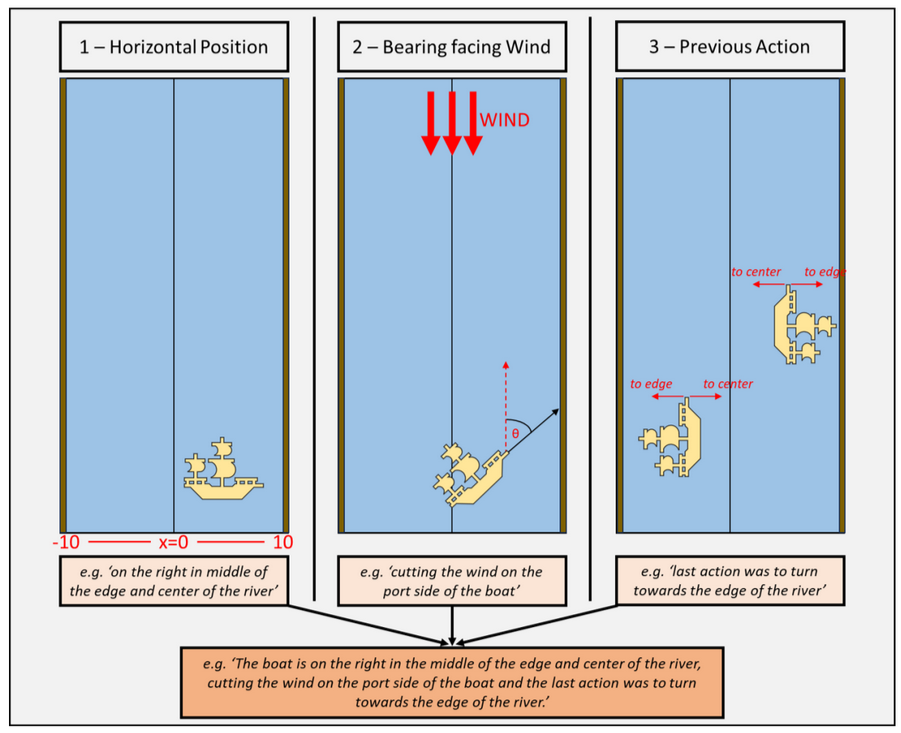 1 – Horizontal Position
2 – Bearing facing Wind
3 – Previous Action
WIND
θ
to center
to edge
to edge
to center
-10
x=0
10
e.g. ‘on the right in middle of
the edge and center of the river’
e.g. ‘cutting the wind on the
port side of the boat’
e.g. ‘last action was to turn
towards the edge of the river’
e.g. ‘The boat is on the right in the middle of the edge and center of the river,
cutting the wind on the port side of the boat and the last action was to turn
towards the edge of the river.’